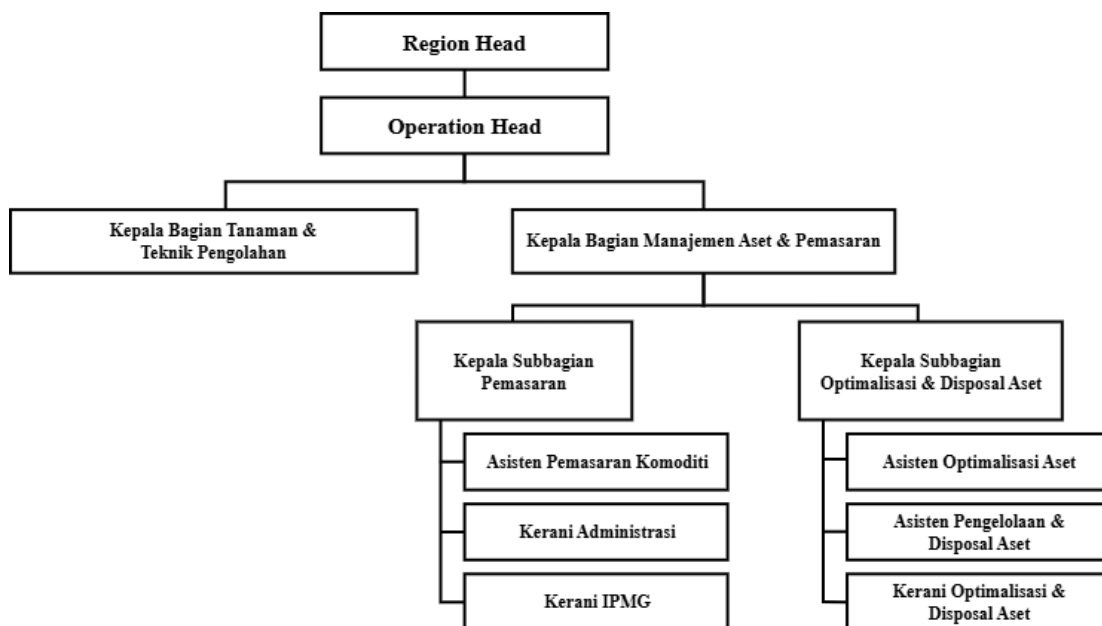 Region Head
Operation Head
Kepala Bagian Tanaman &
Teknik Pengolahan
Kepala Bagian Manajemen Aset & Pemasaran
Kepala Subbagian
Pemasaran
Kepala Subbagian
Optimalisasi & Disposal Aset
Asisten Pemasaran Komoditi
Kerani Administrasi
Kerani IPMG
Asisten Optimalisasi Aset
Asisten Pengelolaan &
Disposal Aset
Kerani Optimalisasi &
Disposal Aset